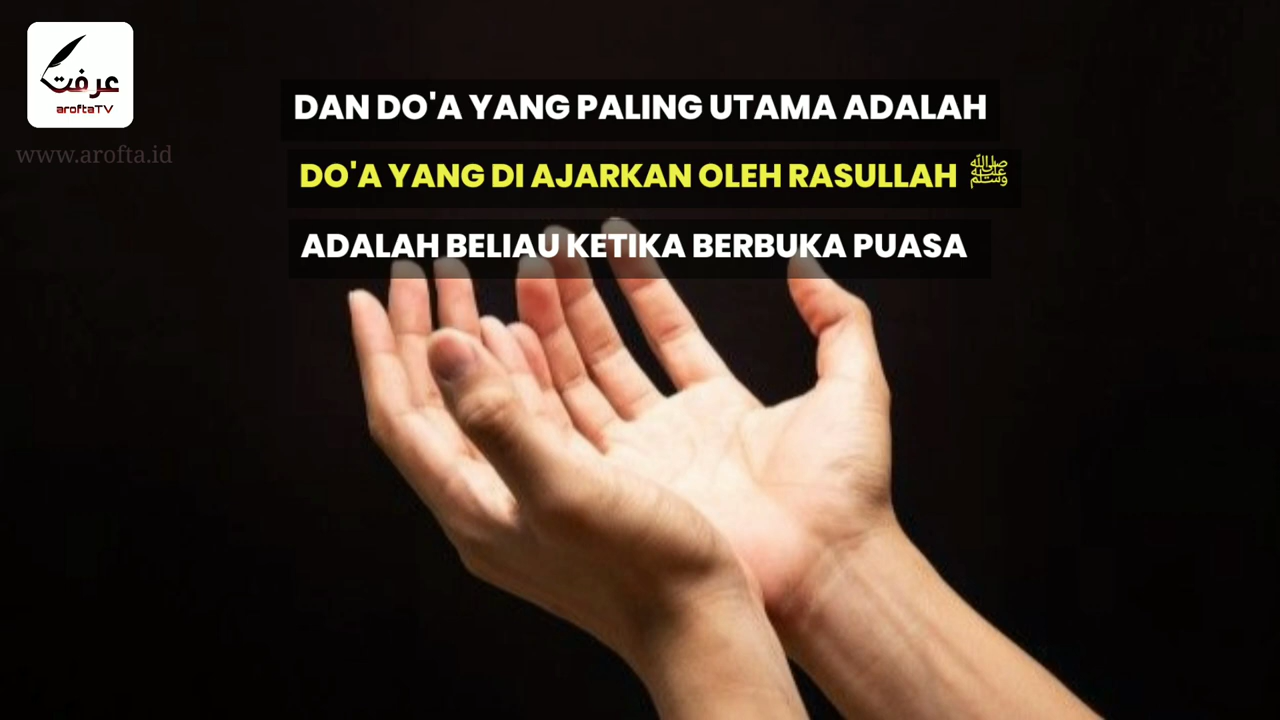 عرفت
aroftaTV
www.arofta.id
DAN DO'A YANG PALING UTAMA ADALAH
DO'A YANG DI AJARKAN OLEH RASULLAH ﷺ
ADALAH BELIAU KETIKA BERBUKA PUASA